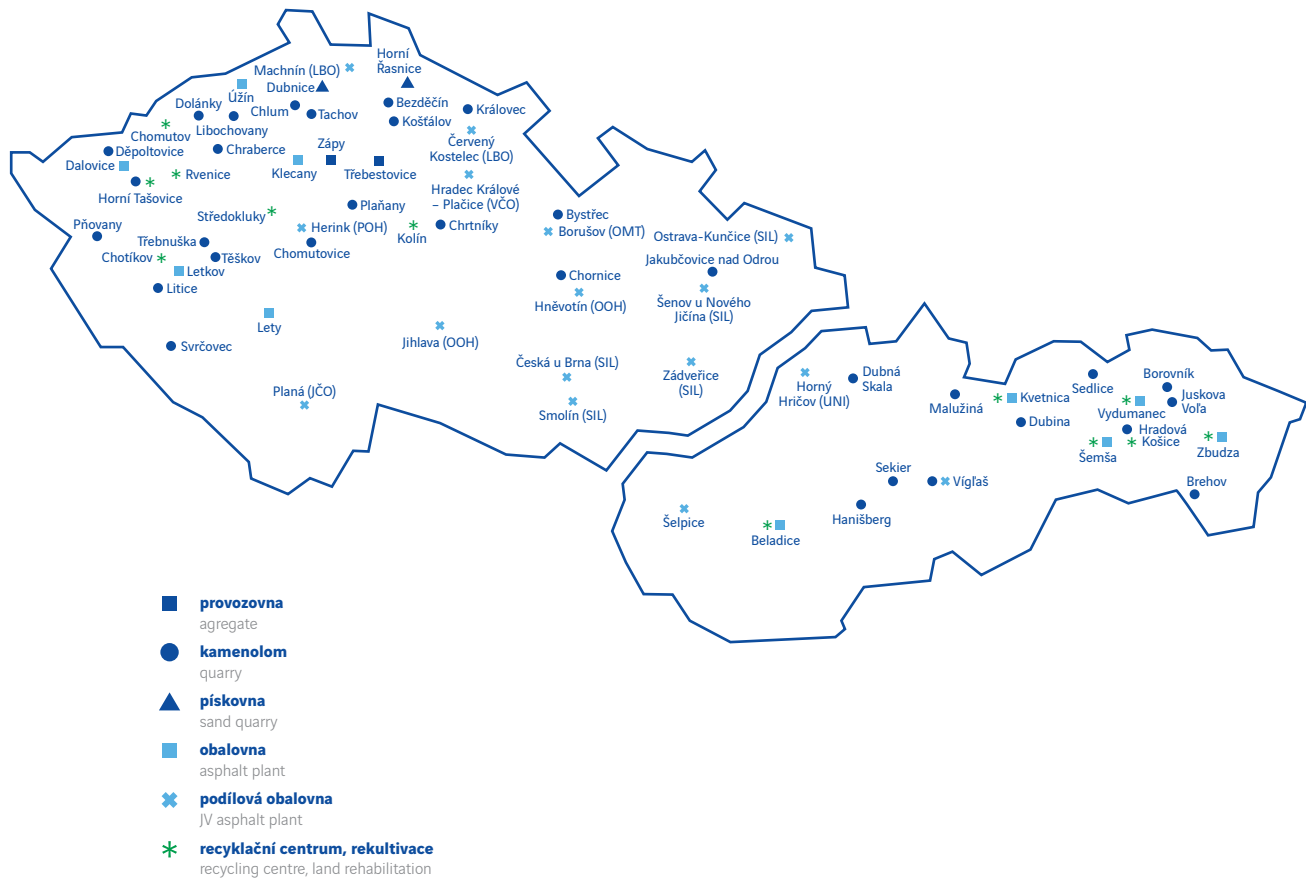 Horní
Řasnice
Machnín (LBO)
Dubnice
Úžín
Dolánky
Chlum
Tachov
Bezděčín
Královec
Košťálov
Libochovany
Chomutov
Červený
Kostelec (LBO)
Zápy
Děpoltovice
Chraberce
Dalovice
Rvenice
Klecany
Třebestovice
Hradec Králové
– Plačice (VČO)
Horní Tašovice
Plaňany
Středokluky
Bystřec
Pňovany
Herink (POH)
Kolín
Chrtníky
Borušov (OMT)
Ostrava-Kunčice (SIL)
Třebnuška
Chotíkov
Těškov
Chomutovice
Jakubčovice nad Odrou
Letkov
Chornice
Litice
Hněvotín (OOH)
Šenov u Nového
Jičína (SIL)
Lety
Jihlava (OOH)
Svrčovec
Česká u Brna (SIL)
Zádveřice
(SIL)
Planá (JČO)
Smolín (SIL)
Horný
Hričov (UNI)
Dubná
Skala
Malužiná
Kvetnica
Dubina
Sedlice
Borovník
Juskova
Voľa
Vydumanec
Hradová
Košice
Šemša
Zbudza
Sekier
Vígľaš
Brehov
Šelpice
Hanišberg
Beladice
provozovna
agregate
kamenolom
quarry
pískovna
sand quarry
obalovna
asphalt plant
podílová obalovna
JV asphalt plant
recyklační centrum, rekultivace
recycling centre, land rehabilitation